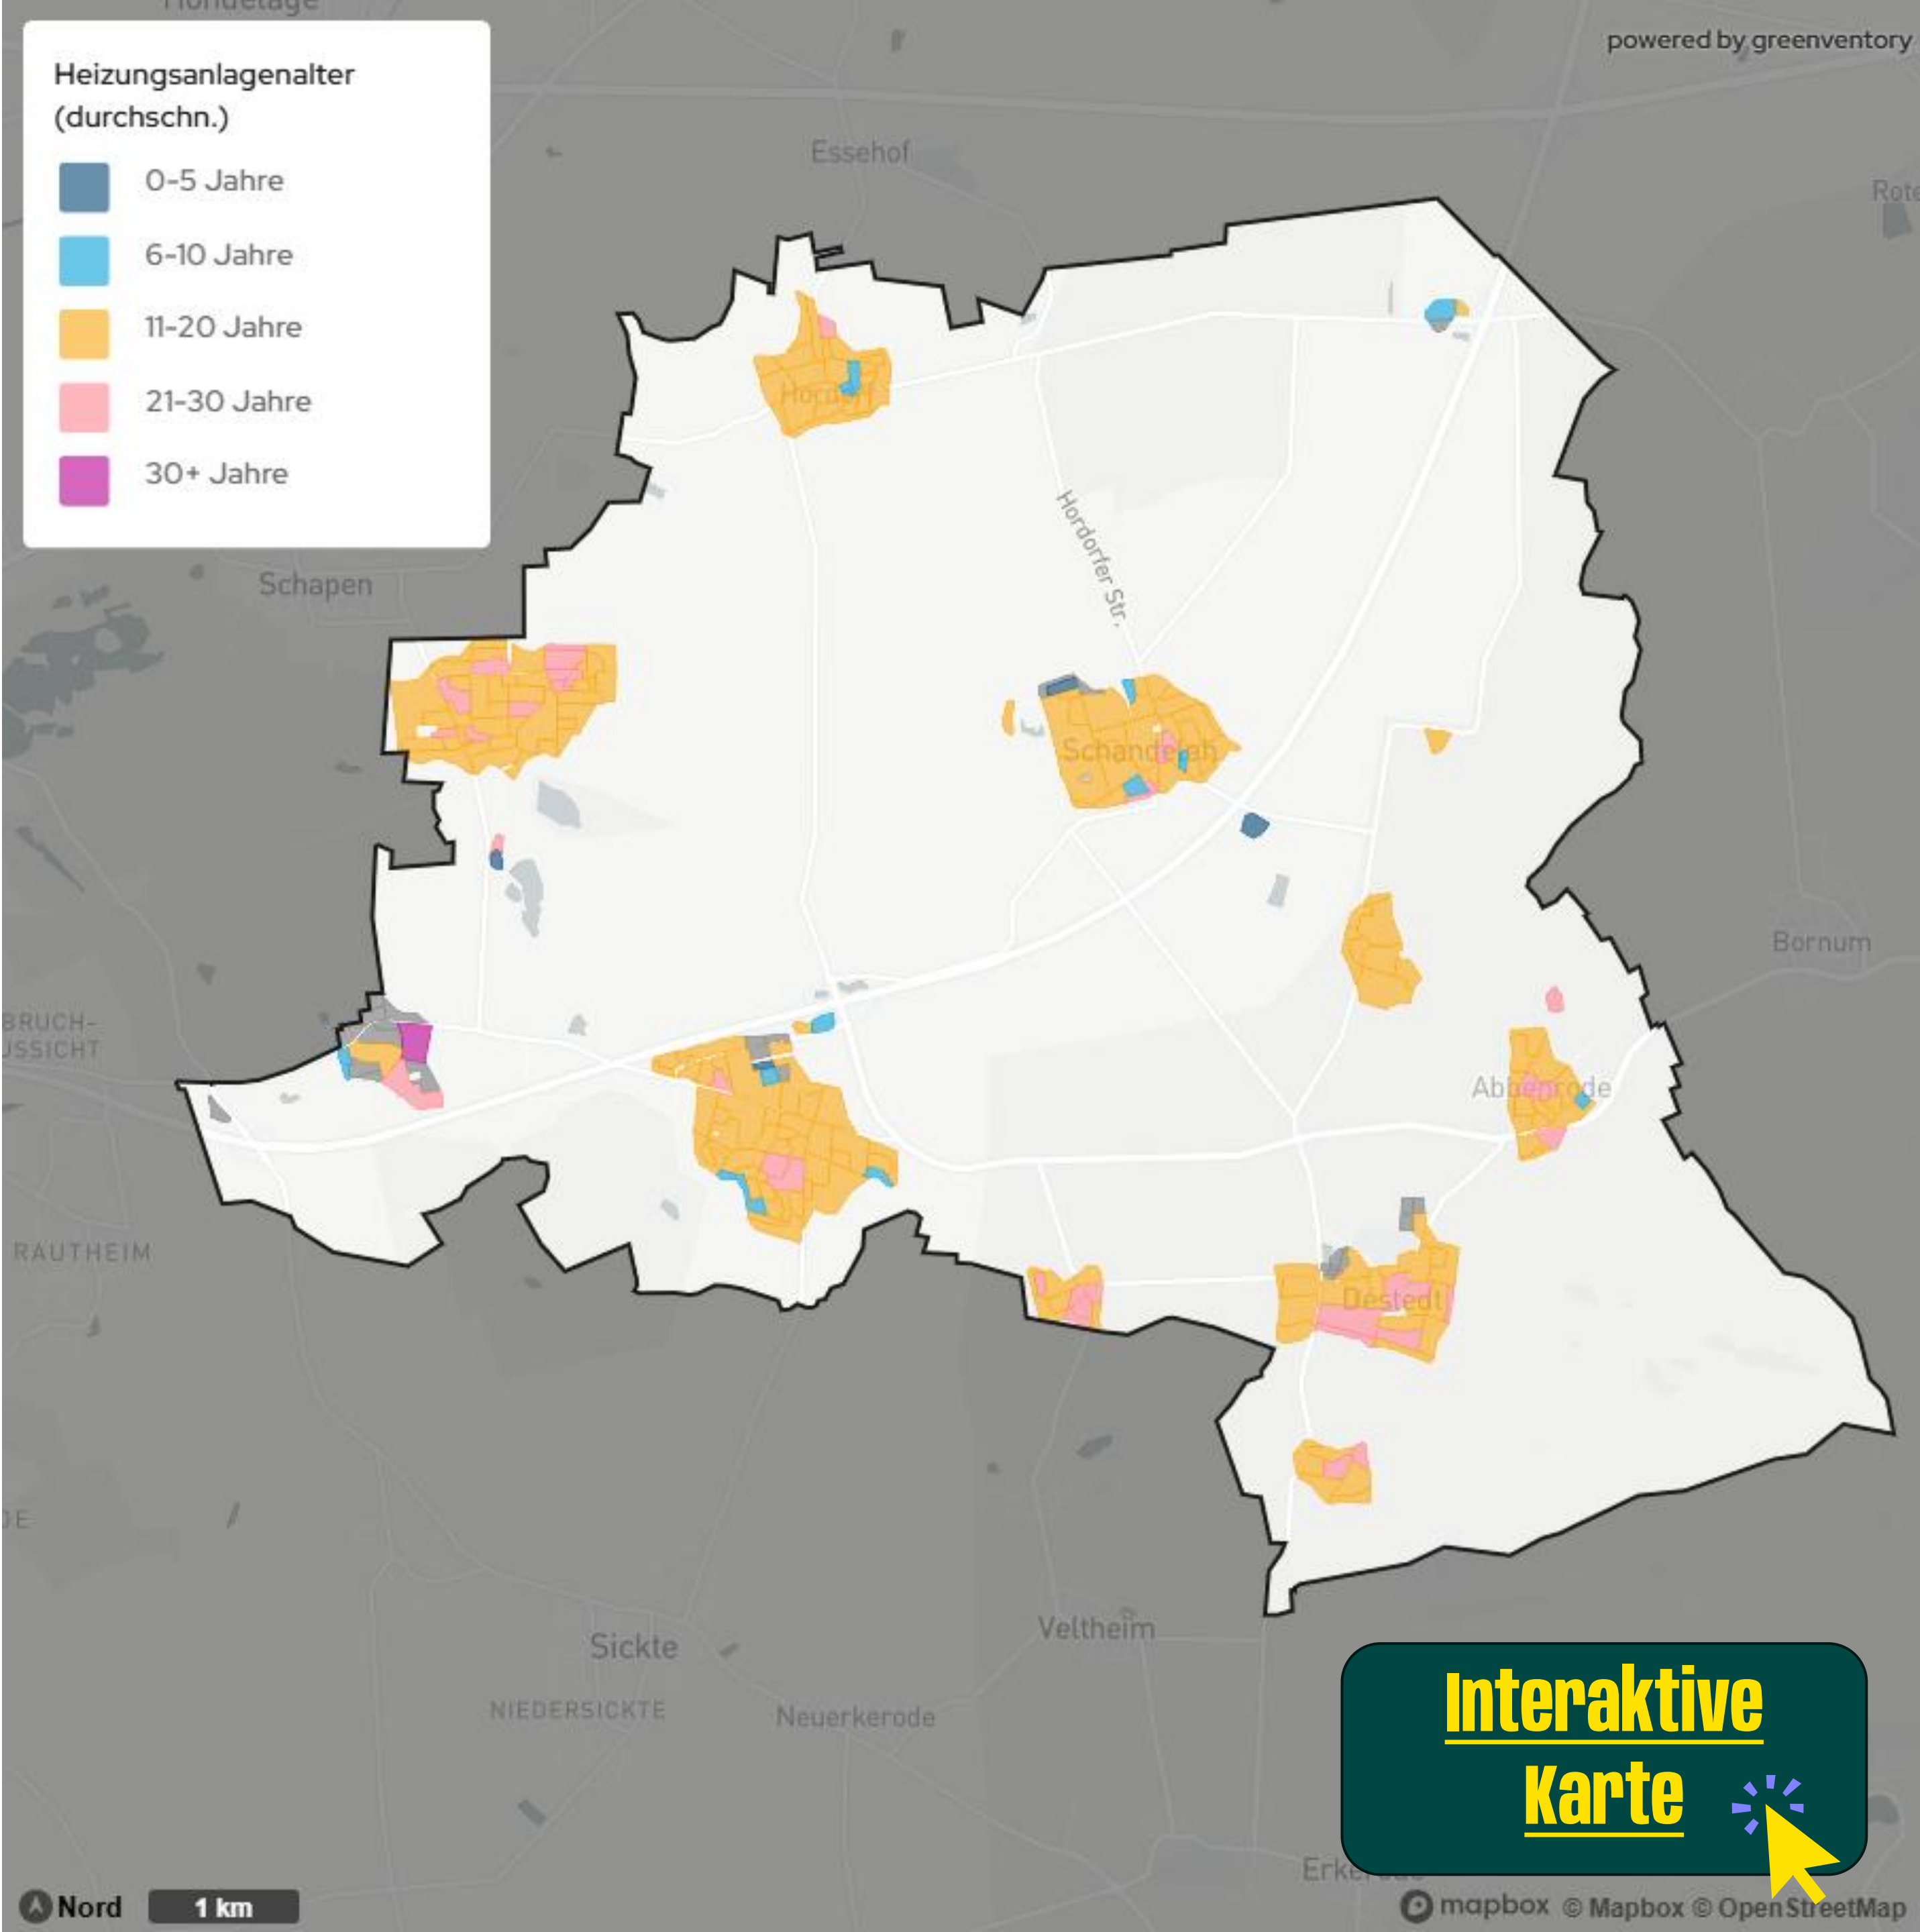 Heizungsanlagenalter
(durchschn.)
0-5 Jahre
6-10 Jahre
11-20 Jahre
21-30 Jahre
30+ Jahre
powered by greenventory
Essehof
Hordorfer Str.
Schapen
Schandelah
Bornum
Abbenrode
RAUTHEIM
Destedt
Sickte
Veltheim
NIEDERSICKTE
Neuerkerode
Interaktive
Karte
Nord
1 km
mapbox © Mapbox © OpenStreetMap